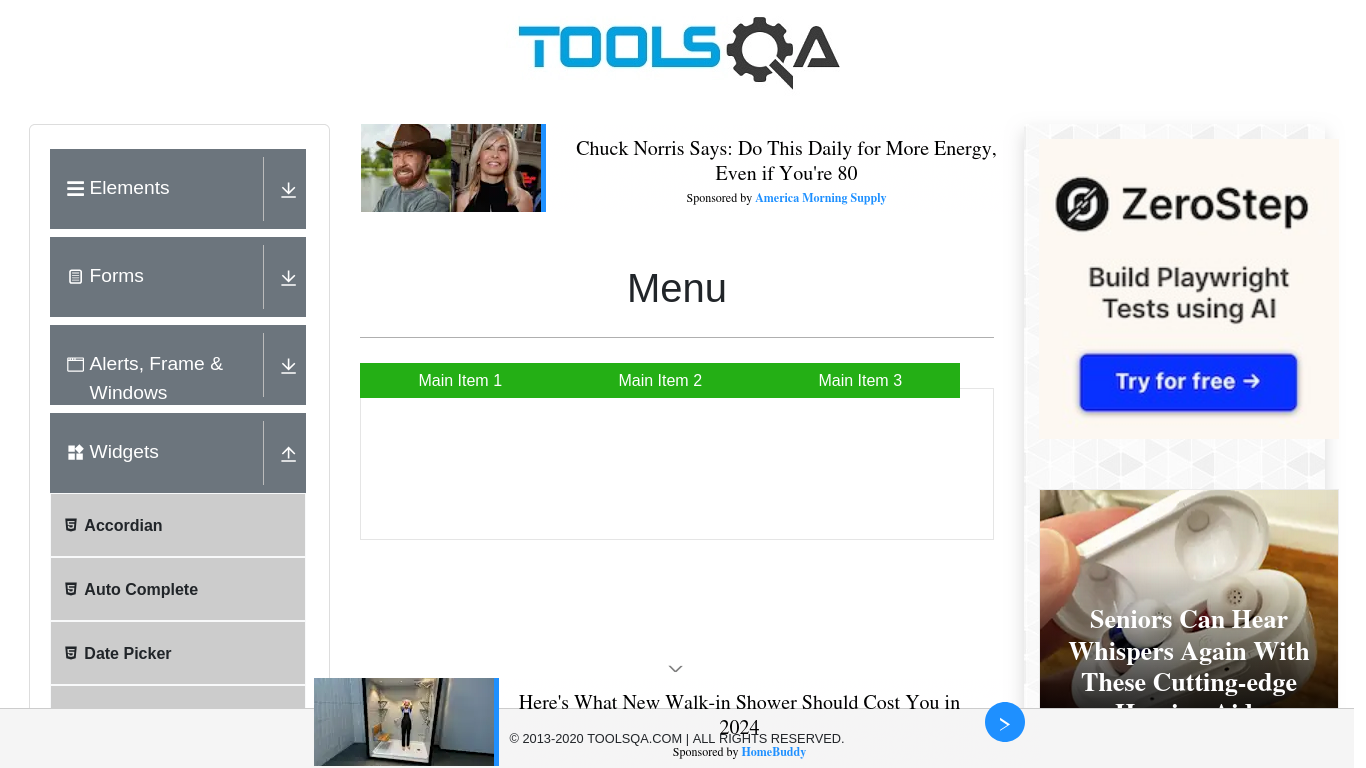 TOOLSQA
Elements
Forms
Alerts, Frame &
Windows
Widgets
Accordian
Auto Complete
Date Picker
Chuck Norris Says: Do This Daily for More Energy,
Even if You're 80
Sponsored by America Morning Supply
Menu
Main Item 1
Main Item 2
Main Item 3
ZeroStep
Build Playwright
Tests using AI
Try for free →
Seniors Can Hear
Whispers Again With
These Cutting-edge
Here's What New Walk-in Shower Should Cost You in
2024
© 2013-2020 TOOLSQA.COM | ALL RIGHTS RESERVED.
Sponsored by HomeBuddy